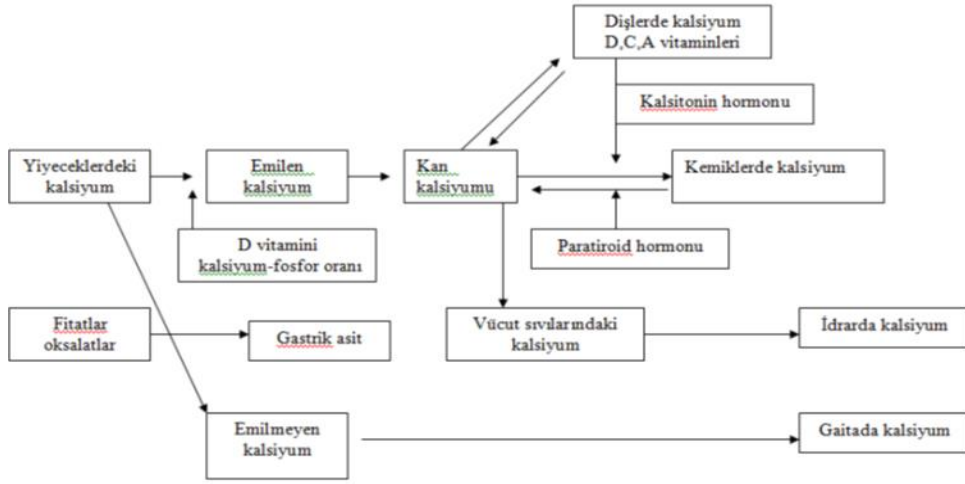 Dişlerde kalsiyum
D,C,A vitaminleri
Kalsitonin hormonu
Yiyeceklerdeki
kalsiyum
Emilen
kalsiyum
Kan
kalsiyumu
Kemiklerde kalsiyum
D vitamini
kalsiyum-fosfor oranı
Paratiroid hormonu
Fitatlar
oksalatlar
Gastrik asit
Vücut sıvılarındaki
kalsiyum
İdrarda kalsiyum
Emilmeyen
kalsiyum
Gaitada kalsiyum